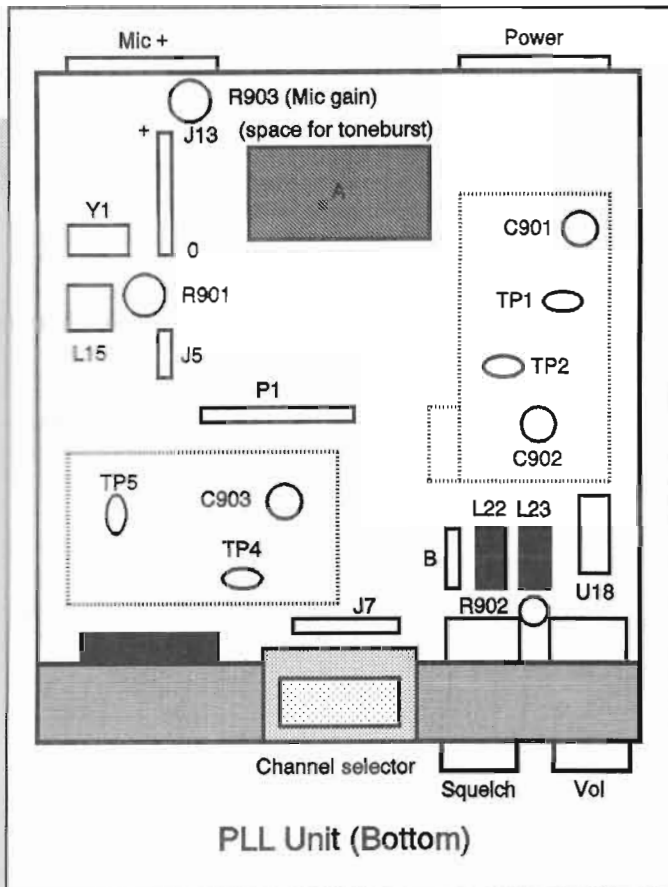 Mic +
Power
R903 (Mic gain)
+ J13
(space for toneburst)
A
Y1
C901
0
R901
TP1
L15
J5
TP2
P1
C902
TP5
C903
L22 L23
TP4
B
U18
J7
R902
Channel selector
Squelch
Vol
PLL Unit (Bottom)